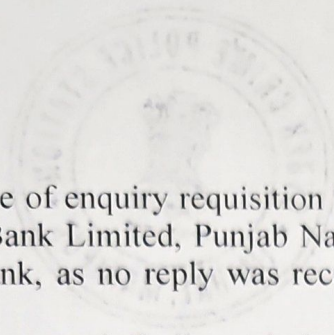 e of enquiry requisition
Bank Limited, Punjab Na
nk, as no reply was rec